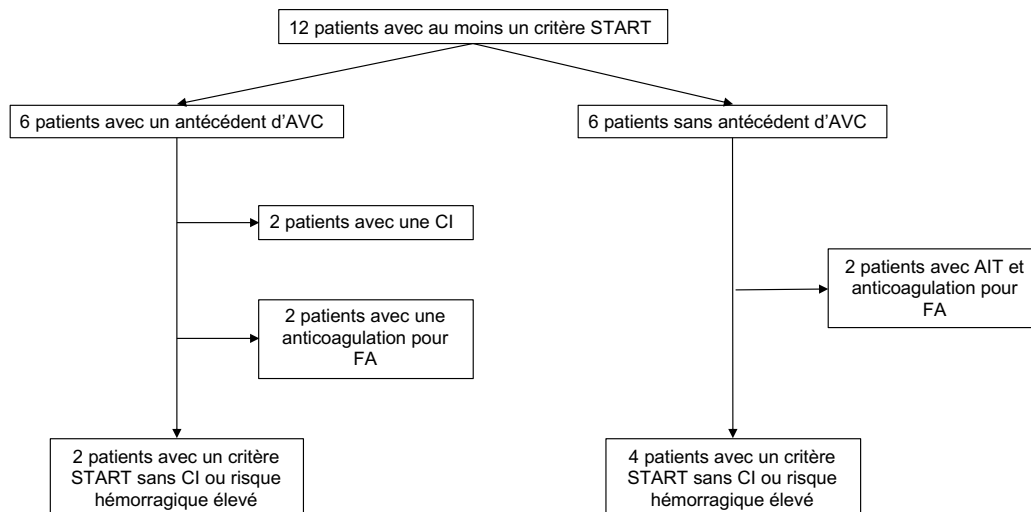 12 patients avec au moins un critère START
6 patients avec un antécédent d’AVC
6 patients sans antécédent d’AVC
2 patients avec une CI
2 patients avec AIT et
anticoagulation pour
FA
2 patients avec une
anticoagulation pour
FA
2 patients avec un critère
START sans CI ou risque
hémorragique élevé
4 patients avec un critère
START sans CI ou risque
hémorragique élevé